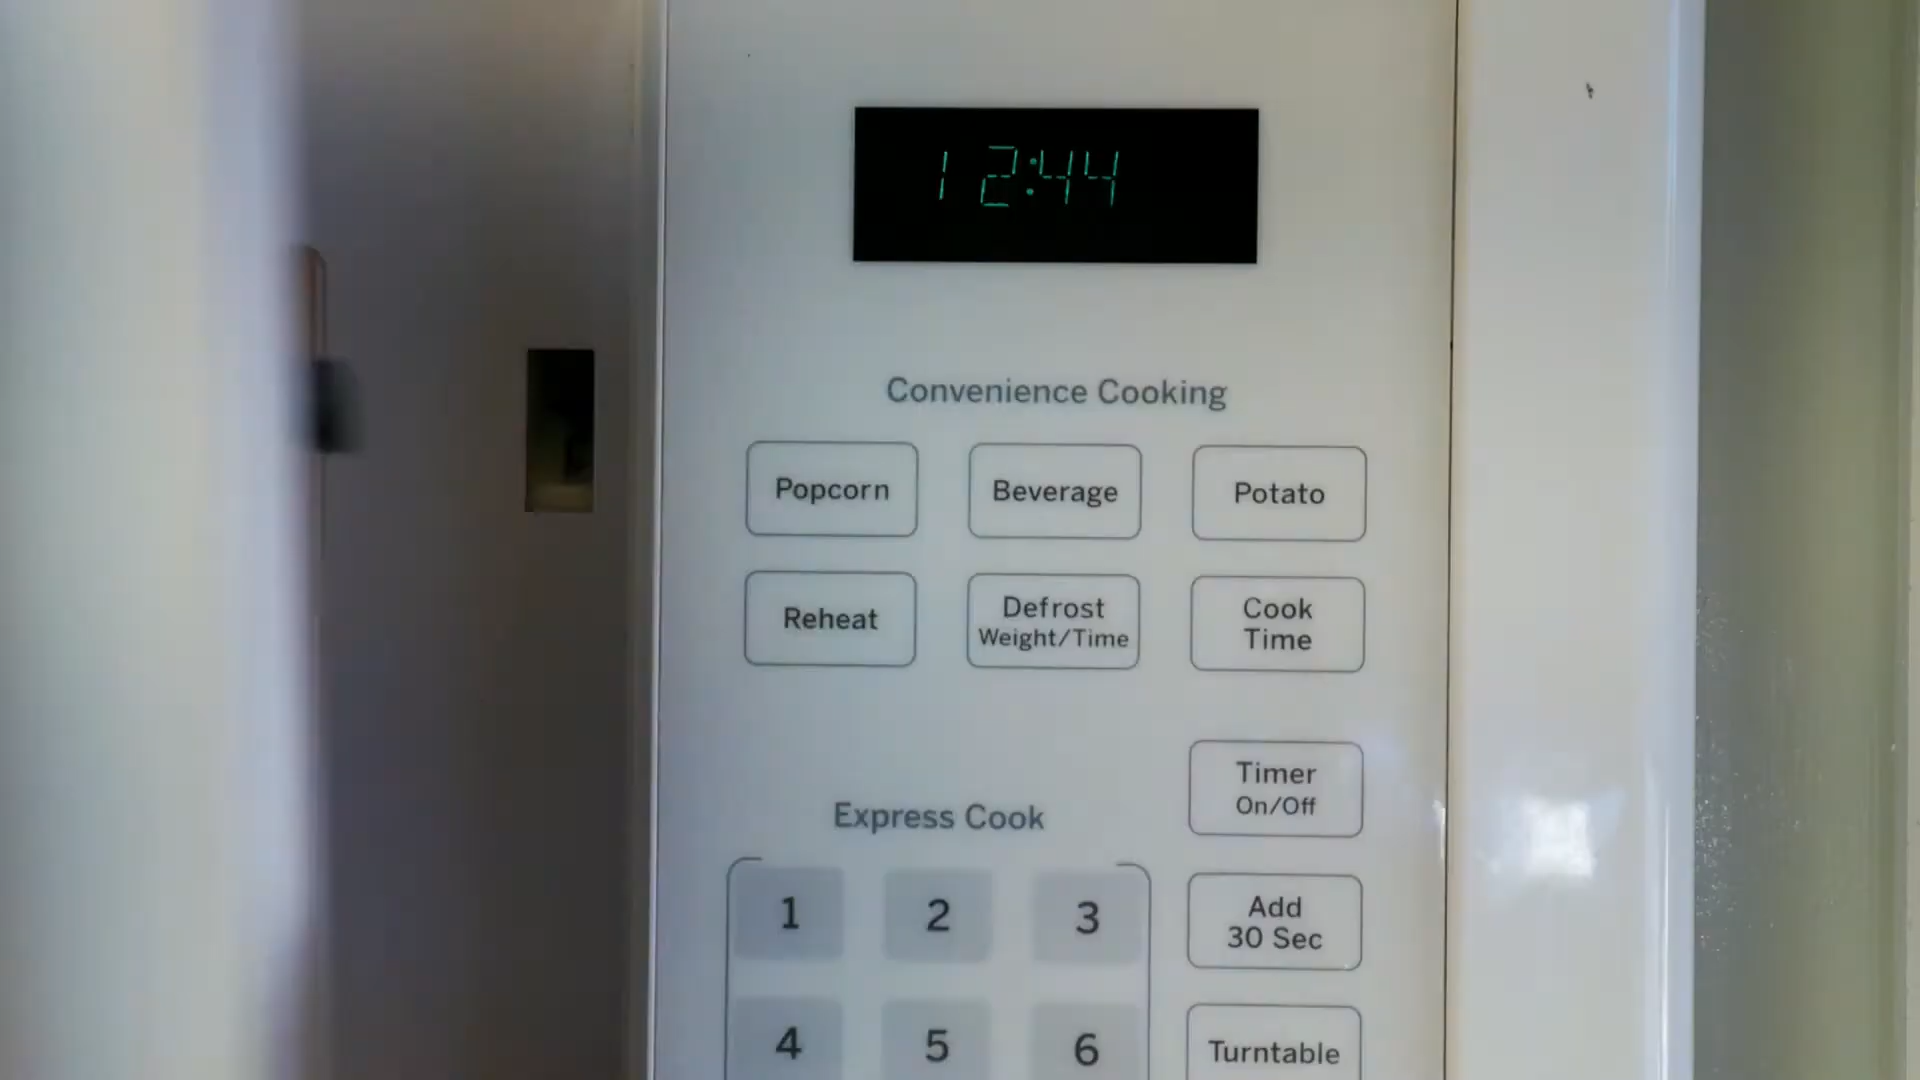 12:44
Convenience Cooking
Popcorn
Beverage
Potato
Reheat
Defrost
Weight/Time
Cook
Time
Timer
On/Off
Express Cook
1 2 3
Add
30 Sec
4 5 6
Turntable